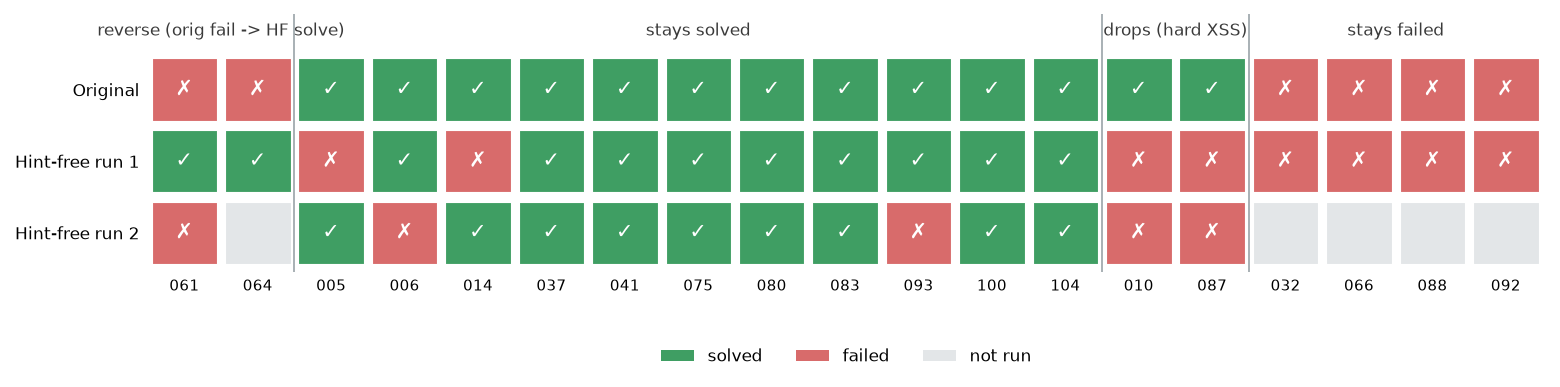 reverse (orig fail -> HF solve) stays solved drops (hard XSS) stays failed
Original ✗ ✗ ✓ ✓ ✓ ✓ ✓ ✓ ✓ ✓ ✓ ✓ ✓ ✓ ✓ ✗ ✗ ✗ ✗
Hint-free run 1 ✓ ✓ ✗ ✓ ✗ ✓ ✓ ✓ ✓ ✓ ✓ ✓ ✓ ✗ ✗ ✗ ✗ ✗ ✗
Hint-free run 2 ✗ ✓ ✗ ✓ ✓ ✓ ✓ ✓ ✓ ✗ ✓ ✓ ✗ ✗
061 064 005 006 014 037 041 075 080 083 093 100 104 010 087 032 066 088 092
solved failed not run